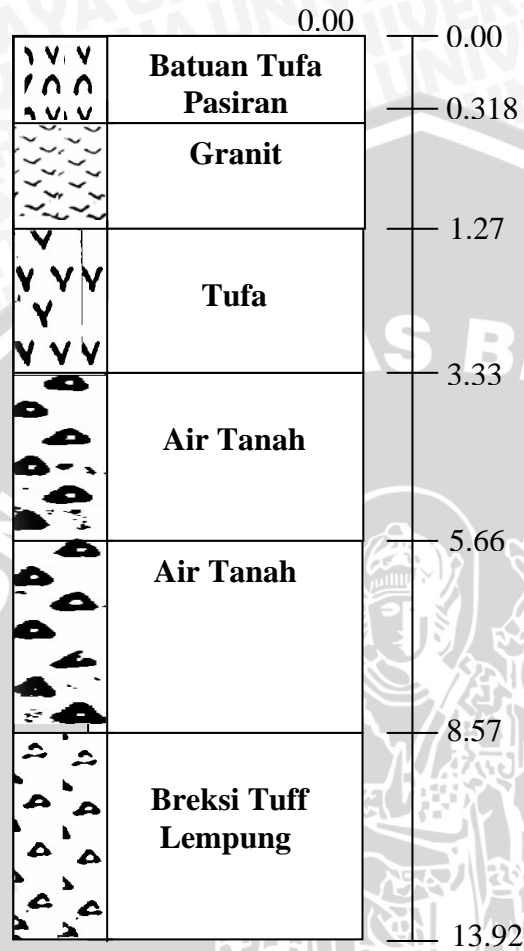 0.00
0.00
Batuan Tufa
Pasiran
0.318
Granit
1.27
Tufa
3.33
Air Tanah
5.66
Air Tanah
8.57
Breksi Tuff
Lempung
13.92
AS B